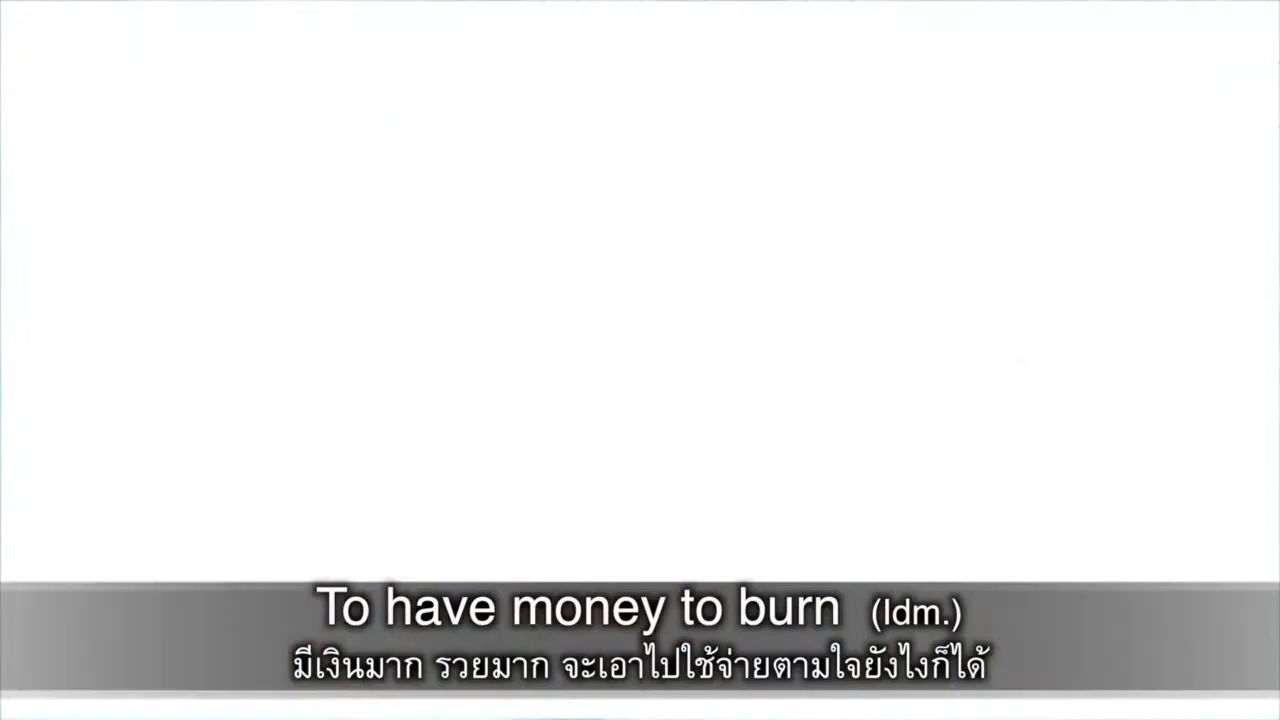 To have money to burn (Idm.)
มีเงินมาก รวยมาก จะเอาไปใช้จ่ายตามใจยังไงก็ได้